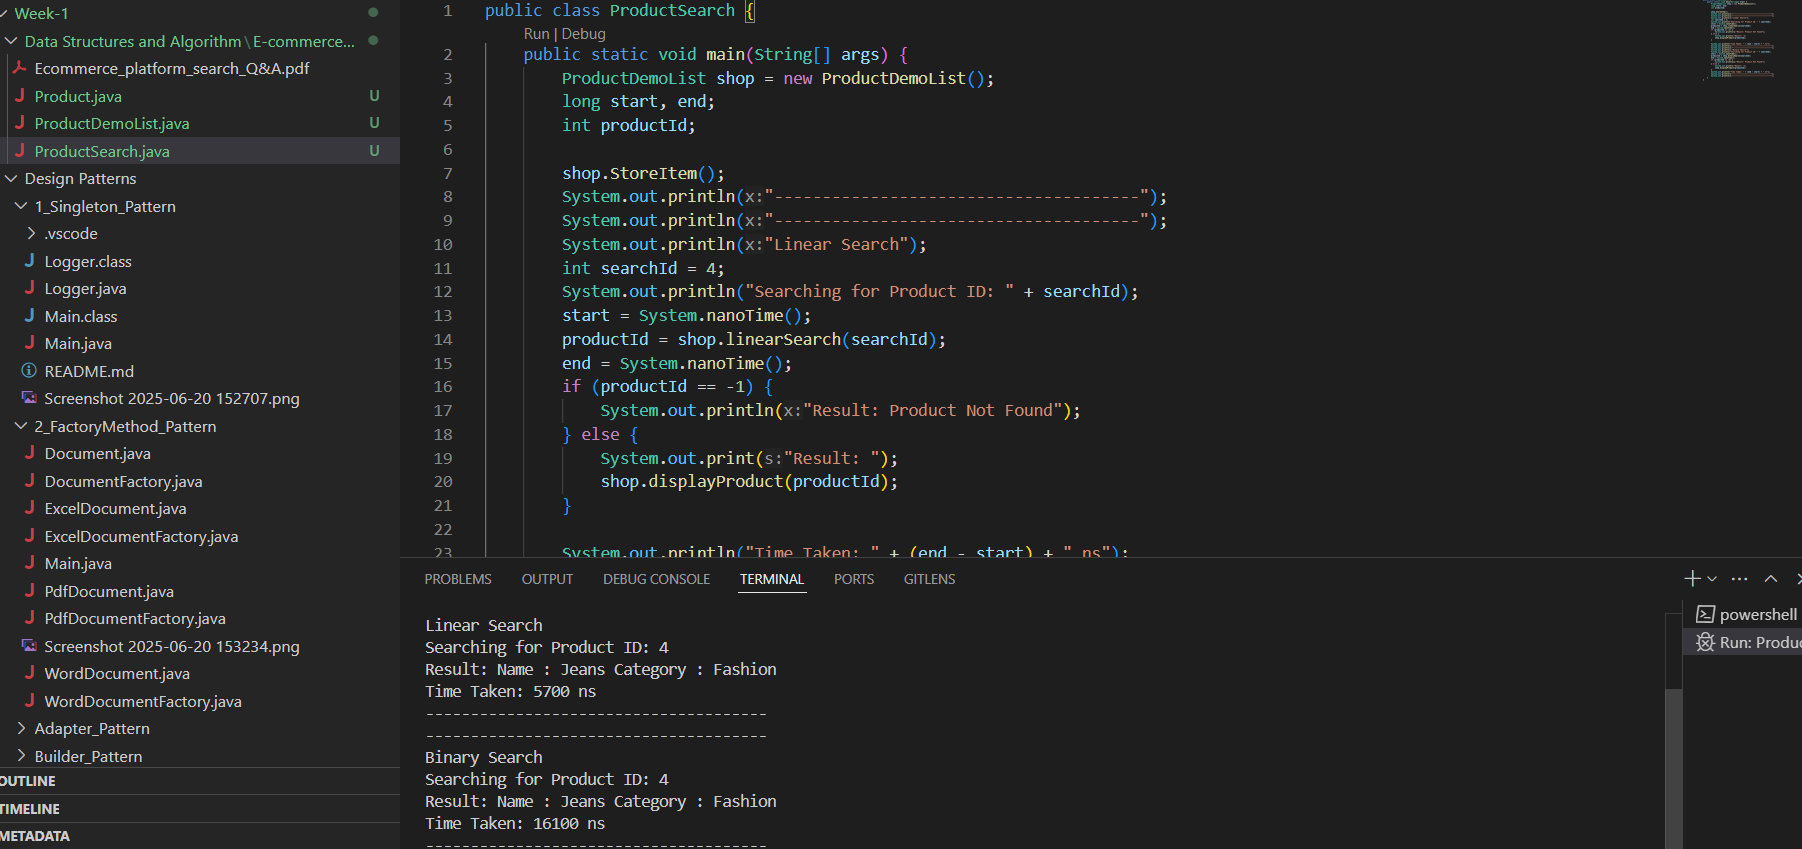 Week-1
Data Structures and Algorithm\E-commerce...
Ecommerce_platform_search_Q&A.pdf
Product.java U
ProductDemoList.java U
ProductSearch.java U
Design Patterns
1_Singleton_Pattern
.vscode
Logger.class
Logger.java
Main.class
Main.java
README.md
Screenshot 2025-06-20 152707.png
2_FactoryMethod_Pattern
Document.java
DocumentFactory.java
ExcelDocument.java
ExcelDocumentFactory.java
Main.java
PdfDocument.java
PdfDocumentFactory.java
Screenshot 2025-06-20 153234.png
WordDocument.java
WordDocumentFactory.java
Adapter_Pattern
Builder_Pattern
OUTLINE
TIMELINE
METADATA
1 public class ProductSearch {
Run | Debug
2 public static void main(String[] args) {
3 ProductDemoList shop = new ProductDemoList();
4 long start, end;
5 int productId;
6
7 shop.StoreItem();
8 System.out.println(x:"--------------------------------------");
9 System.out.println(x:"--------------------------------------");
10 System.out.println(x:"Linear Search");
11 int searchId = 4;
12 System.out.println("Searching for Product ID: " + searchId);
13 start = System.nanoTime();
14 productId = shop.linearSearch(searchId);
15 end = System.nanoTime();
16 if (productId == -1) {
17 System.out.println(x:"Result: Product Not Found");
18 } else {
19 System.out.print(s:"Result: ");
20 shop.displayProduct(productId);
21 }
22
23 System.out.println("Time Taken: " + (end - start) + " ns");
PROBLEMS OUTPUT DEBUG CONSOLE TERMINAL PORTS GITLENS
Linear Search
Searching for Product ID: 4
Result: Name : Jeans Category : Fashion
Time Taken: 5700 ns
--------------------------------------
--------------------------------------
Binary Search
Searching for Product ID: 4
Result: Name : Jeans Category : Fashion
Time Taken: 16100 ns
--------------------------------------
powershell
Run: Produc